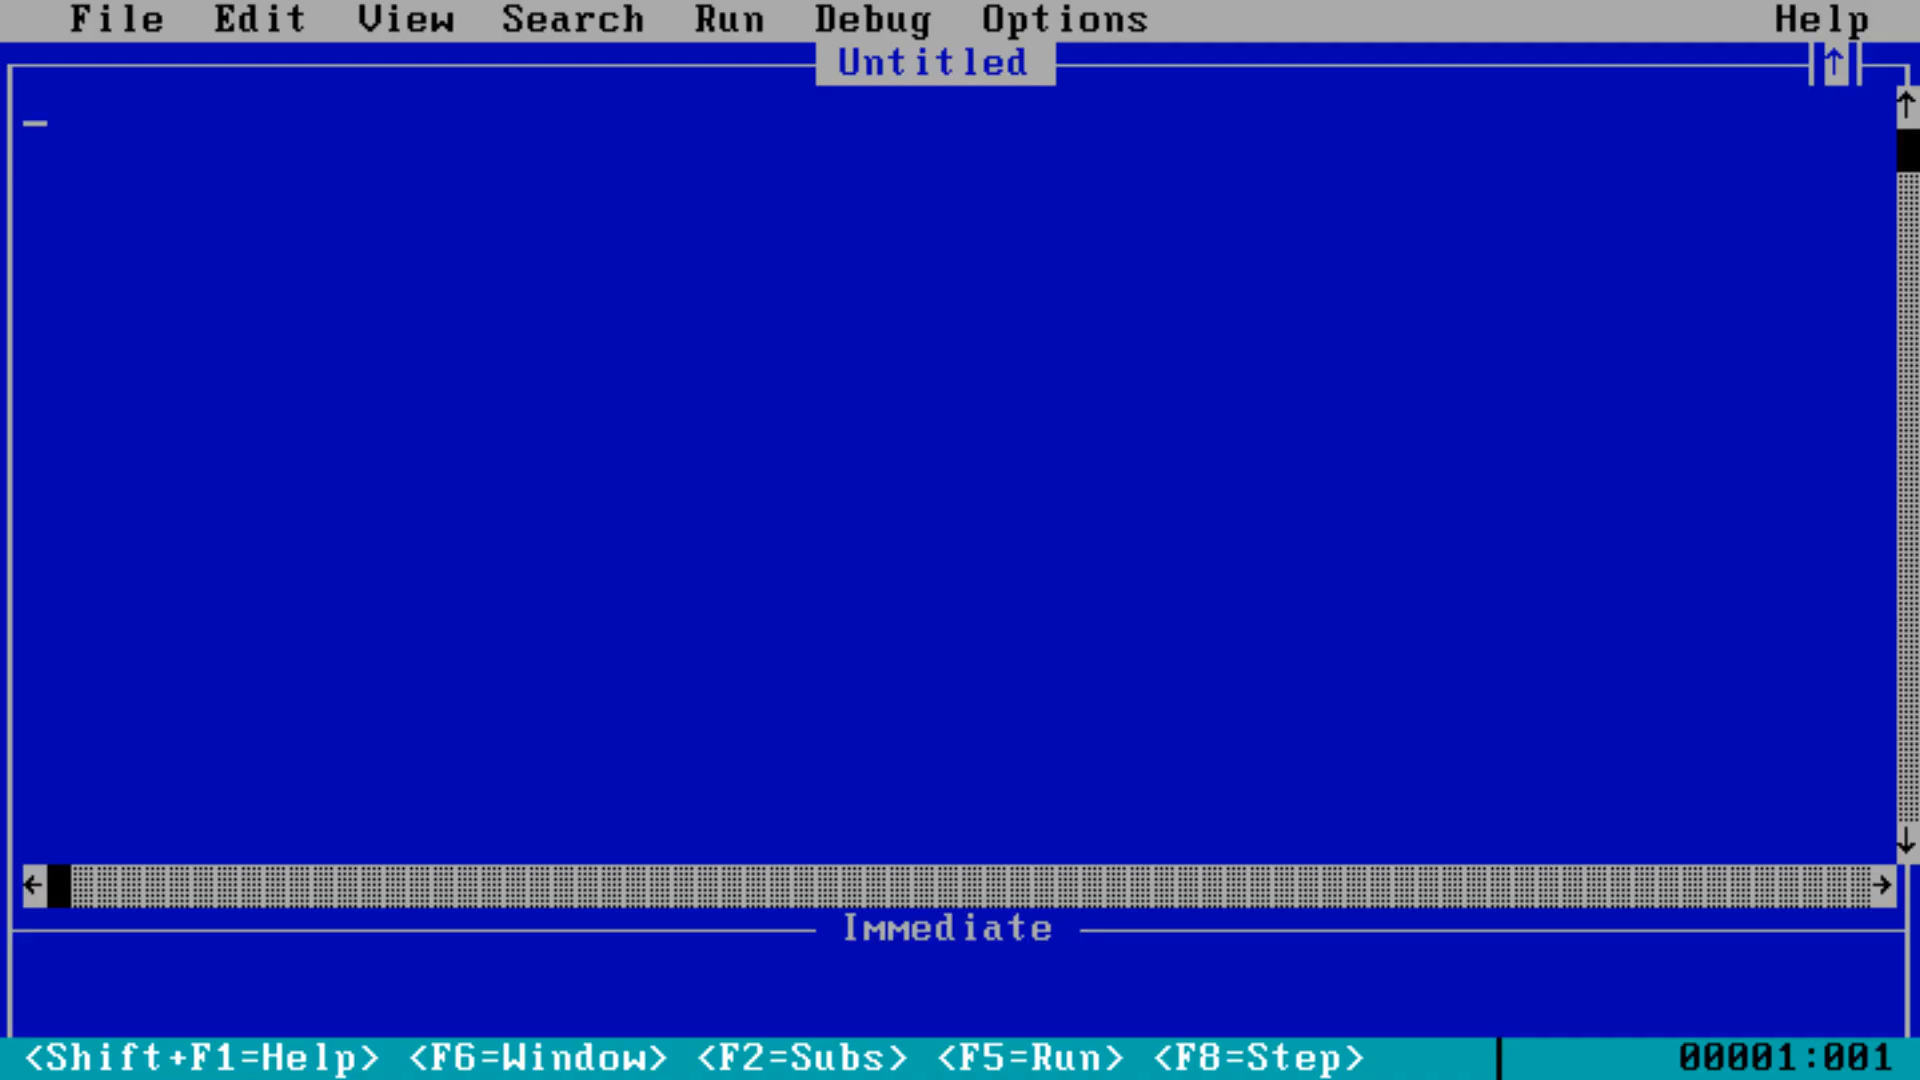 File Edit View Search Run Debug Options Help
Untitled
Immediate
<Shift+F1=Help> <F6=Window> <F2=Subs> <F5=Run> <F8=Step> 00001:001